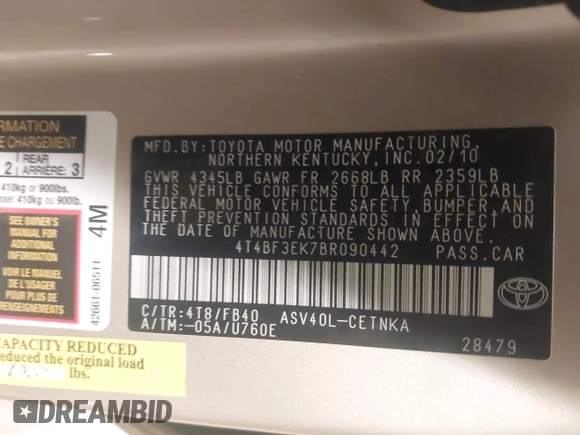 MFD.BY:TOYOTA MOTOR MANUFACTURING,
NORTHERN KENTUCKY, INC.02/10
GVWR 4345LB GAWR FR 2668LB RR 2359LB
THIS VEHICLE CONFORMS TO ALL APPLICABLE
FEDERAL MOTOR VEHICLE SAFETY, BUMPER AND
THEFT PREVENTION STANDARDS IN EFFECT ON
THE DATE OF MANUFACTURE SHOWN ABOVE.
4T4BF3EK7BR090442 PASS.CAR
C/TR:4T8/FB40 ASV40L-CETNKA
A/TM:-05A/U760E
TOYOTA
28479
CHARGEMENT
2 REAR ARRIERE: 3
410kg or 900lbs.
410kg ou 900lb.
SEE OWNER'S
MANUAL FOR
ADDITIONAL
INFORMATION
VOIR LE
MANUEL DE
L'USAGER
POUR PLUS DE
4M
42661-06511
CAPACITY REDUCED
reduced the original load
lbs.
DREAMBID